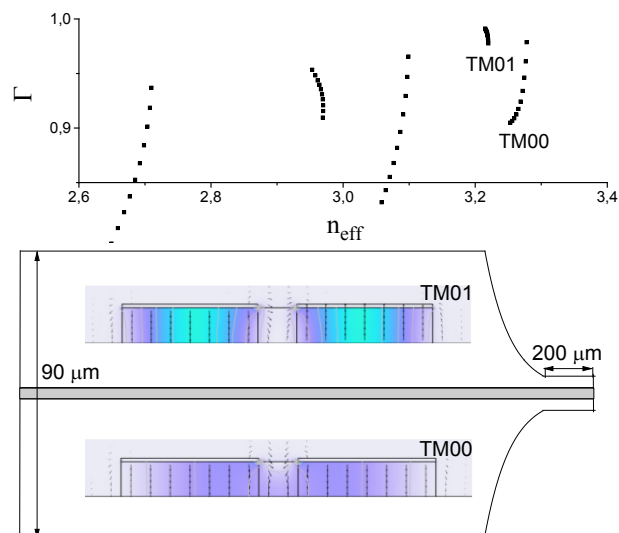 1,0
Γ
0,9
TM01
TM00
2,6 2,8 3,0 3,2 3,4
n_eff
TM01
200 μm
90 μm
TM00